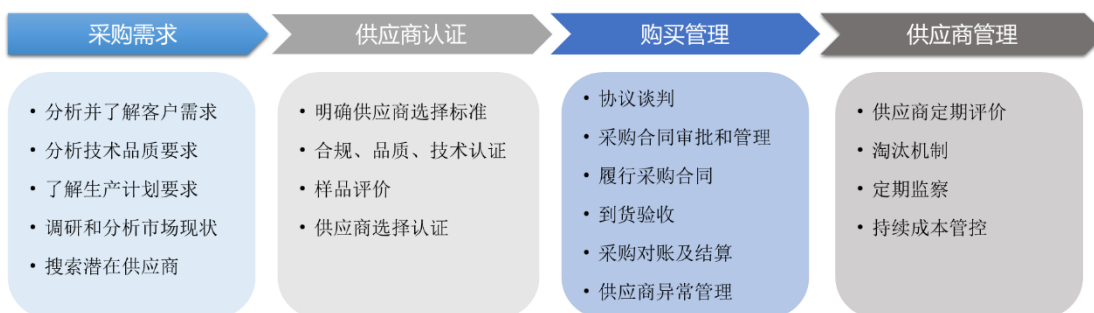 采购需求
供应商认证
购买管理
供应商管理
• 分析并了解客户需求
• 分析技术品质要求
• 了解生产计划要求
• 调研和分析市场现状
• 搜索潜在供应商
• 明确供应商选择标准
• 合规、品质、技术认证
• 样品评价
• 供应商选择认证
• 协议谈判
• 采购合同审批和管理
• 履行采购合同
• 到货验收
• 采购对账及结算
• 供应商异常管理
• 供应商定期评价
• 淘汰机制
• 定期监察
• 持续成本管控